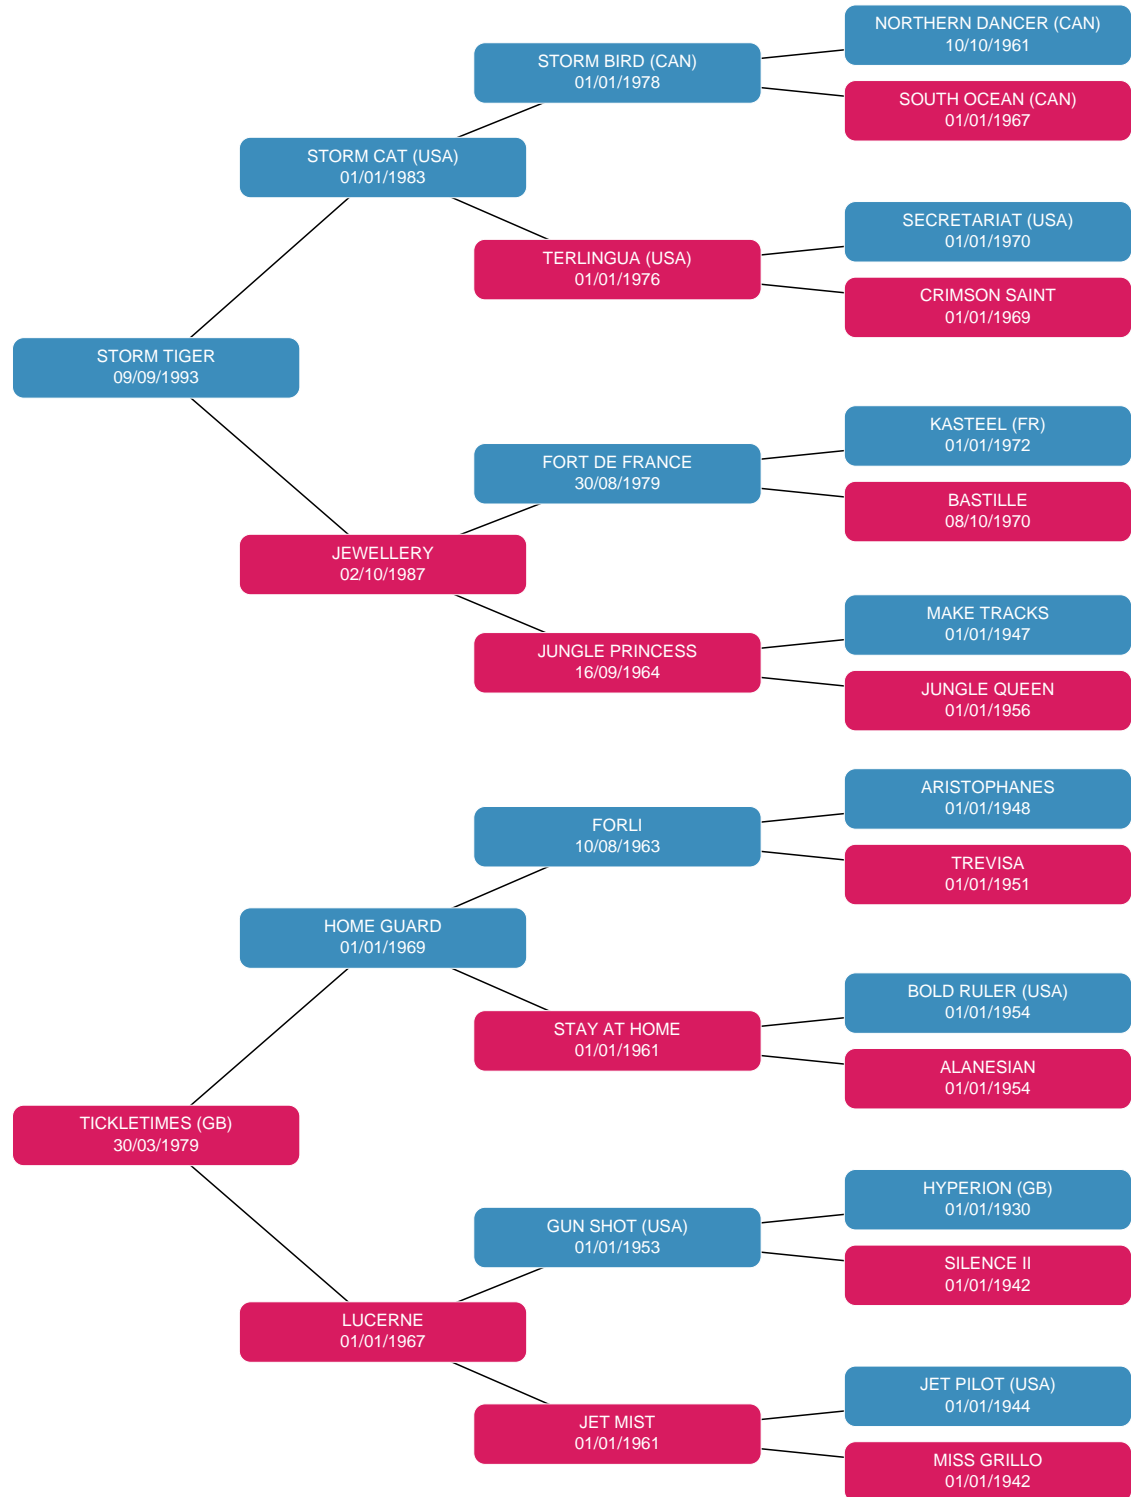 NORTHERN DANCER (CAN)
10/10/1961
STORM BIRD (CAN)
01/01/1978
SOUTH OCEAN (CAN)
01/01/1967
STORM CAT (USA)
01/01/1983
SECRETARIAT (USA)
01/01/1970
TERLINGUA (USA)
01/01/1976
CRIMSON SAINT
01/01/1969
STORM TIGER
09/09/1993
KASTEEL (FR)
01/01/1972
FORT DE FRANCE
30/08/1979
BASTILLE
08/10/1970
JEWELLERY
02/10/1987
MAKE TRACKS
01/01/1947
JUNGLE PRINCESS
16/09/1964
JUNGLE QUEEN
01/01/1956
ARISTOPHANES
01/01/1948
FORLI
10/08/1963
TREVISA
01/01/1951
HOME GUARD
01/01/1969
BOLD RULER (USA)
01/01/1954
STAY AT HOME
01/01/1961
ALANESIAN
01/01/1954
TICKLETIMES (GB)
30/03/1979
HYPERION (GB)
01/01/1930
GUN SHOT (USA)
01/01/1953
SILENCE II
01/01/1942
LUCERNE
01/01/1967
JET PILOT (USA)
01/01/1944
JET MIST
01/01/1961
MISS GRILLO
01/01/1942